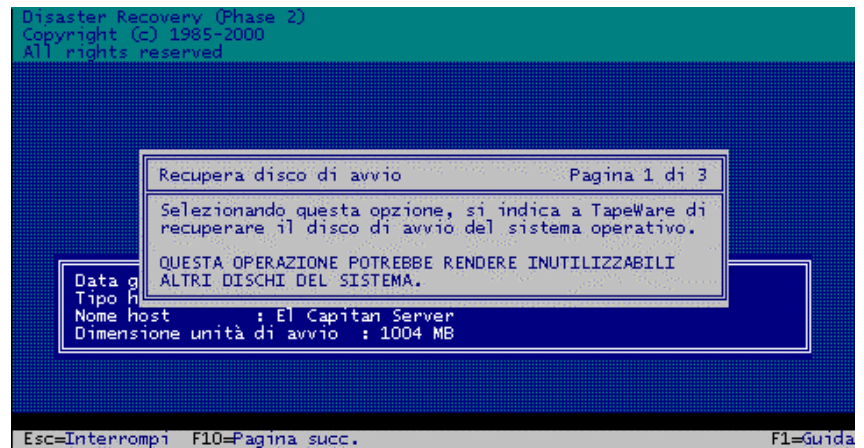 Disaster Recovery (Phase 2)
Copyright (c) 1985-2000
All rights reserved
Recupera disco di avvio Pagina 1 di 3
Selezionando questa opzione, si indica a TapeWare di
recuperare il disco di avvio del sistema operativo.
QUESTA OPERAZIONE POTREBBE RENDERE INUTILIZZABILI
ALTRI DISCHI DEL SISTEMA.
Data g
Tipo h
Nome host : El Capitan Server
Dimensione unità di avvio : 1004 MB
Esc=Interrompi F10=Pagina succ. F1=Guida